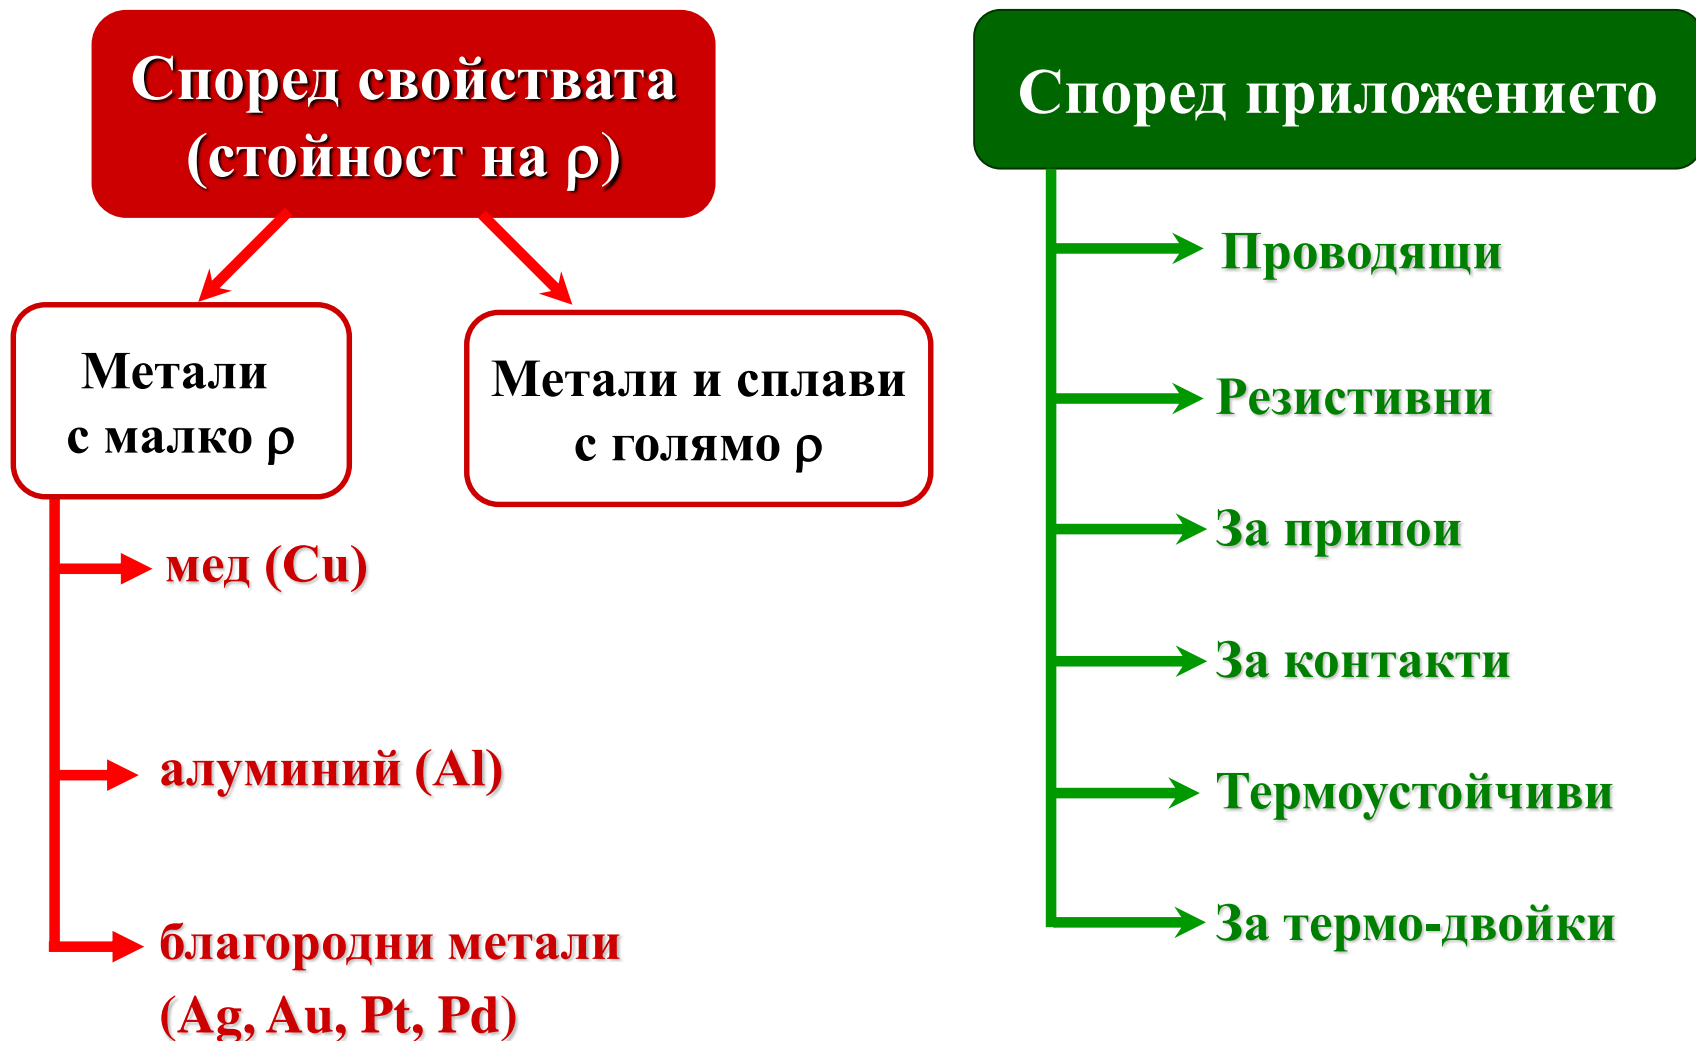 Според свойствата
(стойност на ρ)
Метали
с малко ρ
Метали и сплави
с голямо ρ
мед (Cu)
алуминий (Al)
благородни метали
(Ag, Au, Pt, Pd)
Според приложението
Проводящи
Резистивни
За припои
За контакти
Термоустойчиви
За термо-двойки